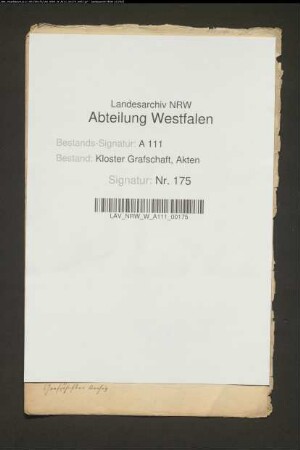 Landesarchiv NRW
Abteilung Westfalen
Bestands-Signatur: A 111
Bestand: Kloster Grafschaft, Akten
Signatur: Nr. 175
LAV_NRW_W_A111_00175